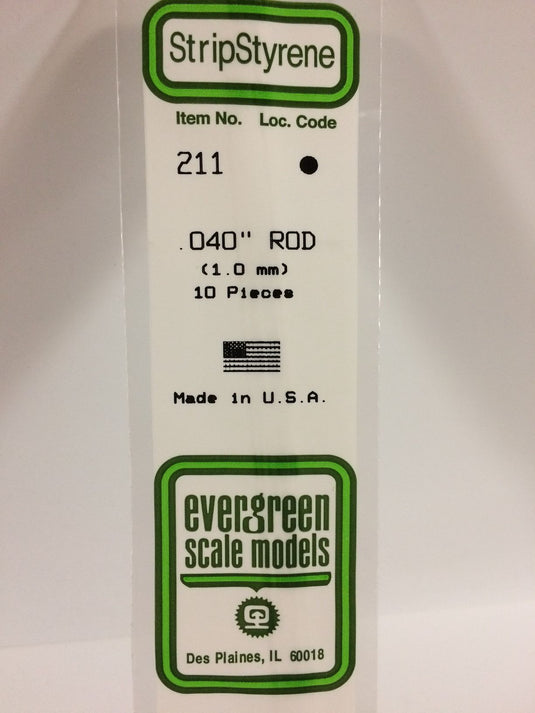 StripStyrene
Item No. Loc. Code
211 ●
.040" ROD
(1.0 mm)
10 Pieces
Made in U.S.A.
evergreen
scale models
Des Plaines, IL 60018